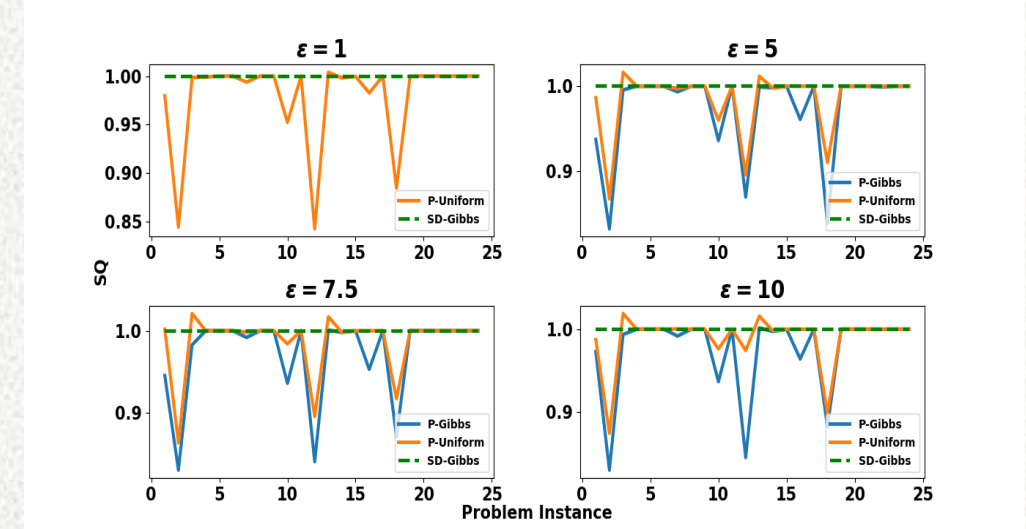 ε = 1
1.00
0.95
0.90
0.85
0 5 10 15 20 25
P-Uniform
SD-Gibbs
ε = 5
1.0
0.9
0 5 10 15 20 25
P-Gibbs
P-Uniform
SD-Gibbs
SQ
ε = 7.5
1.0
0.9
0 5 10 15 20 25
P-Gibbs
P-Uniform
SD-Gibbs
ε = 10
1.0
0.9
0 5 10 15 20 25
P-Gibbs
P-Uniform
SD-Gibbs
Problem Instance